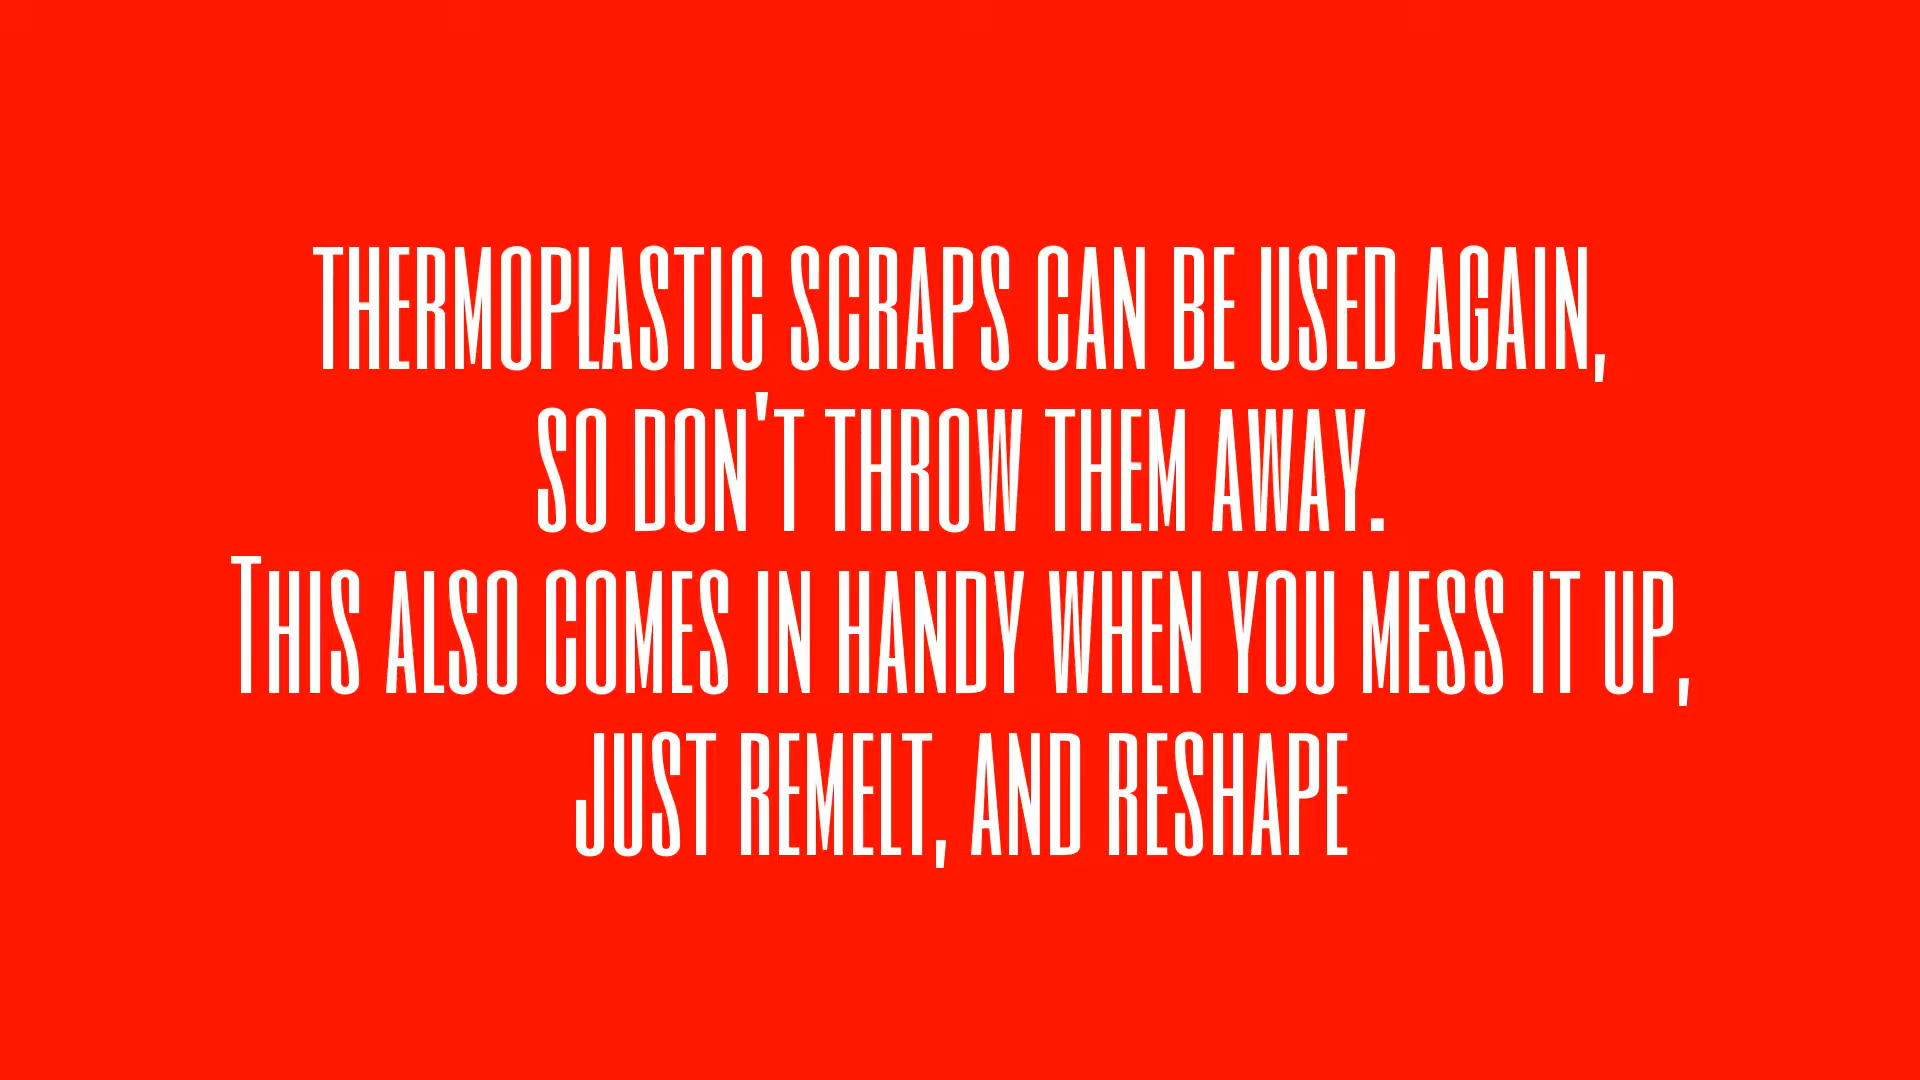 THERMOPLASTIC SCRAPS CAN BE USED AGAIN,
SO DON'T THROW THEM AWAY.
THIS ALSO COMES IN HANDY WHEN YOU MESS IT UP,
JUST REMELT, AND RESHAPE